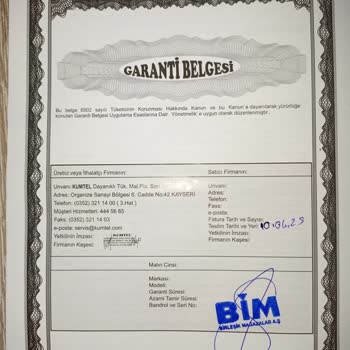 GARANTİ BELGESİ
Bu belge 6502 sayılı Tüketicinin Korunması Hakkında Kanun ve bu Kanun'a dayanılarak yürürlüğe
konulan Garanti Belgesi Uygulama Esaslarına Dair Yönetmelik'e uygun olarak düzenlenmiştir.
Üretici veya İthalatçı Firmanın:
Unvanı: KUMTEL Dayanıklı Tük. Mal.
Adres: Organize Sanayi Bölgesi 6. Cadde No:42 KAYSERİ
Telefon: (0352) 321 14 00 ( 3.Hat )
Müşteri Hizmetleri: 444 56 65
Faks: (0352) 321 14 03
e-posta: servis@kumtel.com
Yetkilinin İmzası:
Firmanın Kaşesi:
KUMTEL
Satıcı Firmanın:
Unvanı:
Adres:
Telefon:
Faks:
e-posta:
Fatura Tarih ve Sayısı:
Teslim Tarih ve Yeri:
Yetkilinin İmzası:
Firmanın Kaşesi:
Malın Cinsi:
Markası:
Modeli:
Garanti Süresi:
Azami Tamir Süresi:
Bandrol ve Seri No:
BİM
BİRLEŞİK MAĞAZALAR A.Ş